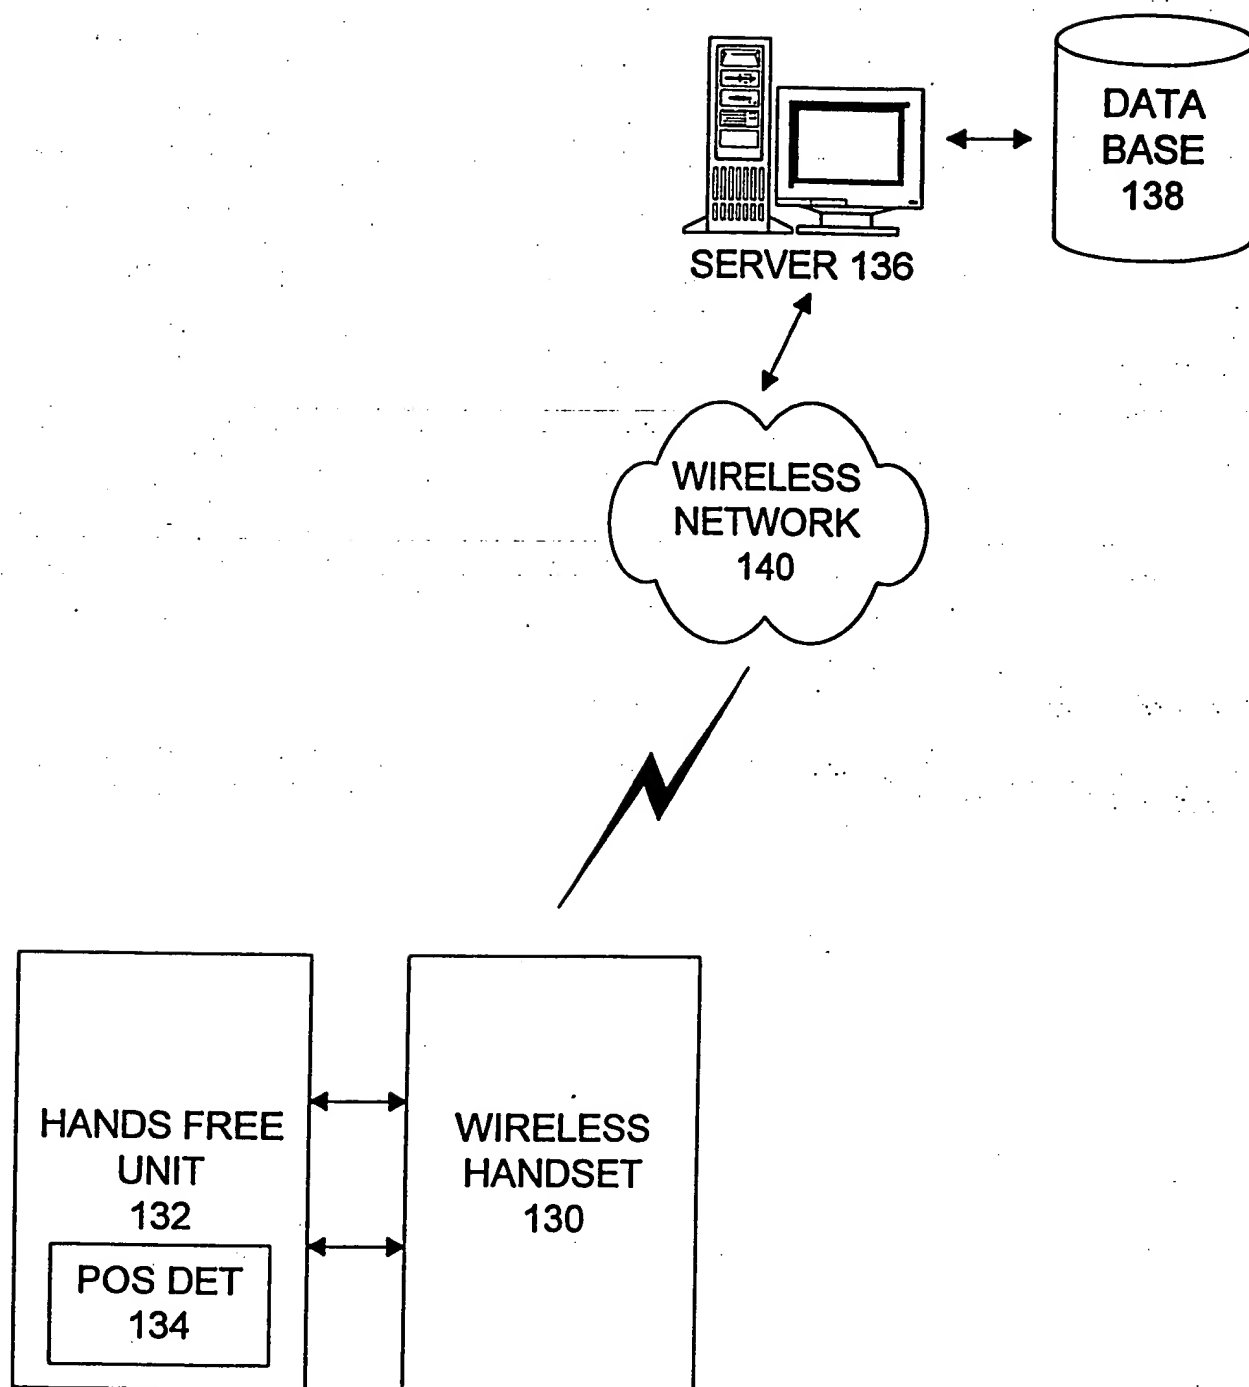 DATA
BASE
138
SERVER 136
WIRELESS
NETWORK
140
HANDS FREE
UNIT
132
POS DET
134
WIRELESS
HANDSET
130